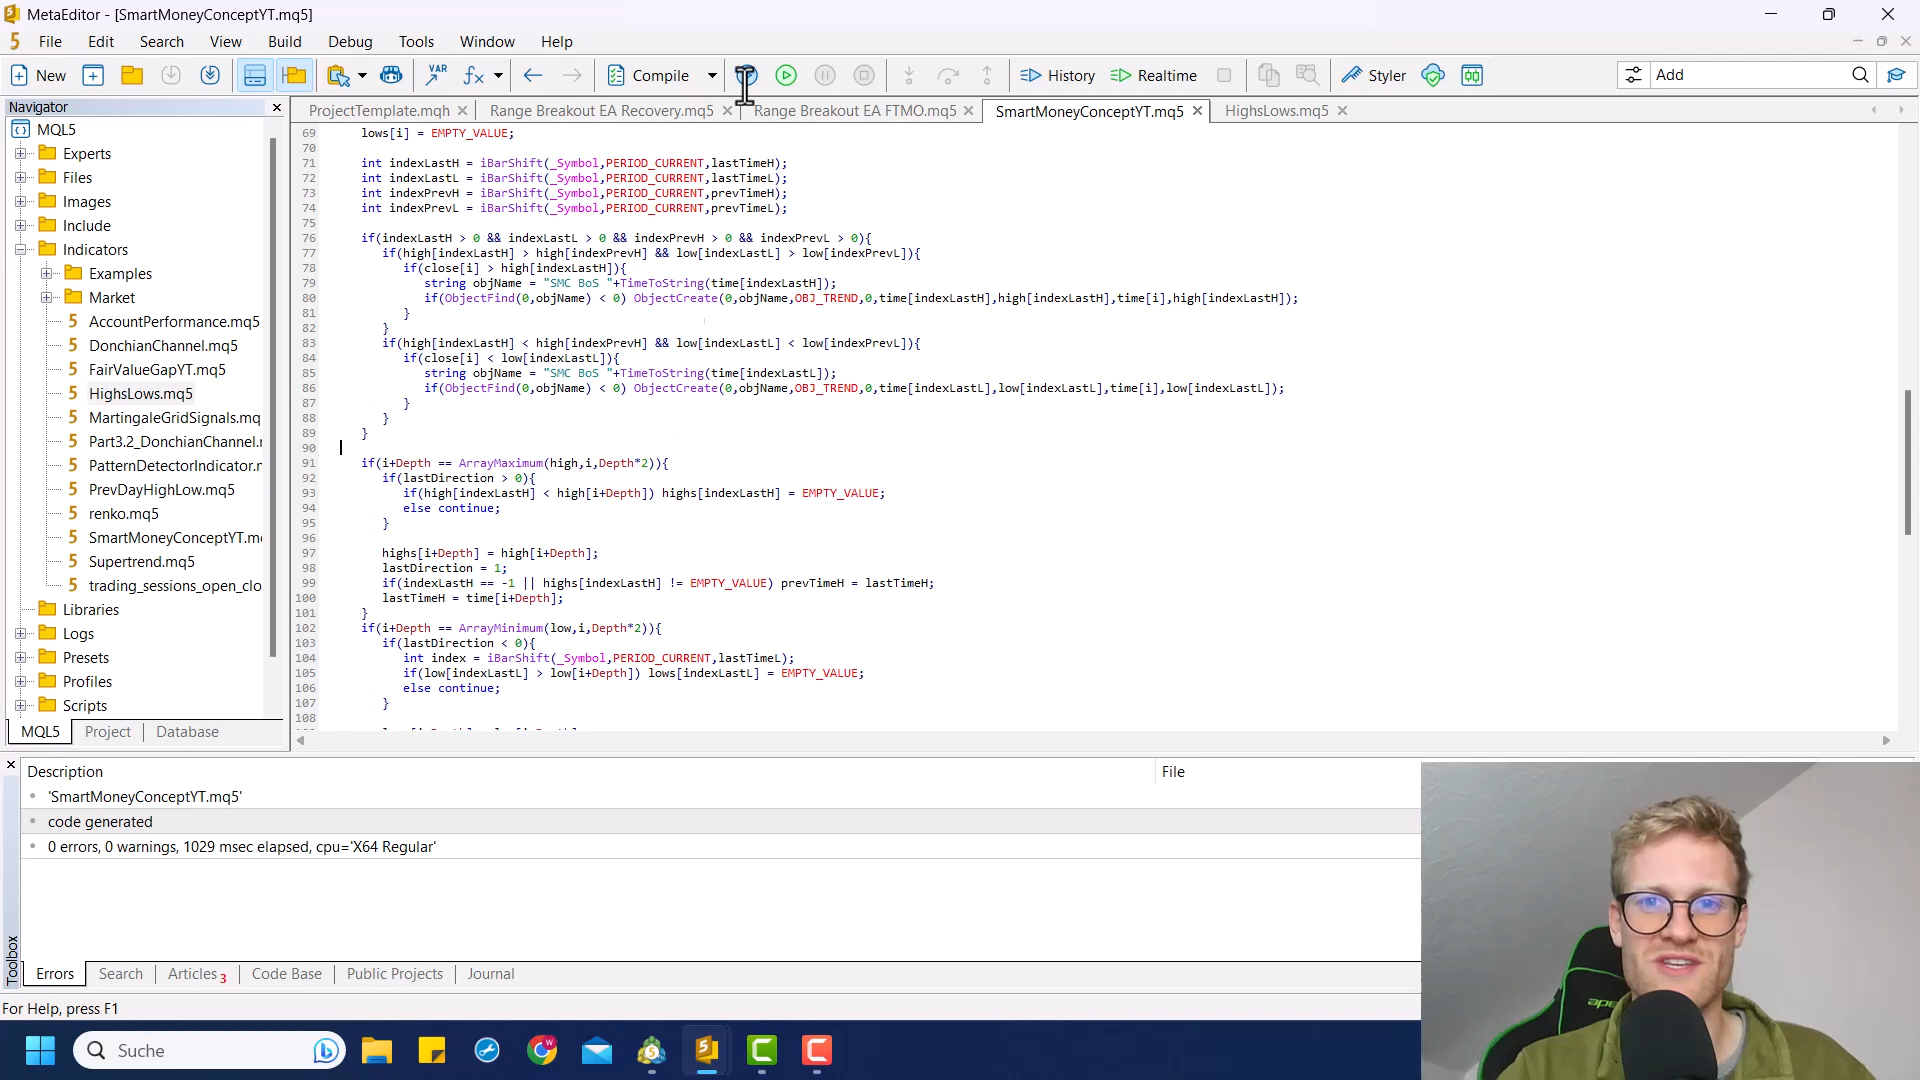 MetaEditor - [SmartMoneyConceptYT.mq5]
File Edit Search View Build Debug Tools Window Help
New VAR Compile History Realtime Styler Add
Navigator
MQL5
Experts
Files
Images
Include
Indicators
Examples
Market
AccountPerformance.mq5
DonchianChannel.mq5
FairValueGapYT.mq5
HighsLows.mq5
MartingaleGridSignals.mq
Part3.2_DonchianChannel.r
PatternDetectorIndicator.r
PrevDayHighLow.mq5
renko.mq5
SmartMoneyConceptYT.m
Supertrend.mq5
trading_sessions_open_clo
Libraries
Logs
Presets
Profiles
Scripts
MQL5 Project Database
ProjectTemplate.mqh Range Breakout EA Recovery.mq5 Range Breakout EA FTMO.mq5 SmartMoneyConceptYT.mq5 HighsLows.mq5
69 lows[i] = EMPTY_VALUE;
70
71 int indexLastH = iBarShift(_Symbol,PERIOD_CURRENT,lastTimeH);
72 int indexLastL = iBarShift(_Symbol,PERIOD_CURRENT,lastTimeL);
73 int indexPrevH = iBarShift(_Symbol,PERIOD_CURRENT,prevTimeH);
74 int indexPrevL = iBarShift(_Symbol,PERIOD_CURRENT,prevTimeL);
75
76 if(indexLastH > 0 && indexLastL > 0 && indexPrevH > 0 && indexPrevL > 0){
77 if(high[indexLastH] > high[indexPrevH] && low[indexLastL] > low[indexPrevL]){
78 if(close[i] > high[indexLastH]){
79 string objName = "SMC BoS "+TimeToString(time[indexLastH]);
80 if(ObjectFind(0,objName) < 0) ObjectCreate(0,objName,OBJ_TREND,0,time[indexLastH],high[indexLastH],time[i],high[indexLastH]);
81 }
82 }
83 if(high[indexLastH] < high[indexPrevH] && low[indexLastL] < low[indexPrevL]){
84 if(close[i] < low[indexLastL]){
85 string objName = "SMC BoS "+TimeToString(time[indexLastL]);
86 if(ObjectFind(0,objName) < 0) ObjectCreate(0,objName,OBJ_TREND,0,time[indexLastL],low[indexLastL],time[i],low[indexLastL]);
87 }
88 }
89 }
90
91 if(i+Depth == ArrayMaximum(high,i,Depth*2)){
92 if(lastDirection > 0){
93 if(high[indexLastH] < high[i+Depth]) highs[indexLastH] = EMPTY_VALUE;
94 else continue;
95 }
96
97 highs[i+Depth] = high[i+Depth];
98 lastDirection = 1;
99 if(indexLastH == -1 || highs[indexLastH] != EMPTY_VALUE) prevTimeH = lastTimeH;
100 lastTimeH = time[i+Depth];
101 }
102 if(i+Depth == ArrayMinimum(low,i,Depth*2)){
103 if(lastDirection < 0){
104 int index = iBarShift(_Symbol,PERIOD_CURRENT,lastTimeL);
105 if(low[indexLastL] > low[i+Depth]) lows[indexLastL] = EMPTY_VALUE;
106 else continue;
107 }
108
Description File
'SmartMoneyConceptYT.mq5'
code generated
0 errors, 0 warnings, 1029 msec elapsed, cpu='X64 Regular'
Toolbox
Errors Search Articles 3 Code Base Public Projects Journal
For Help, press F1
Suche